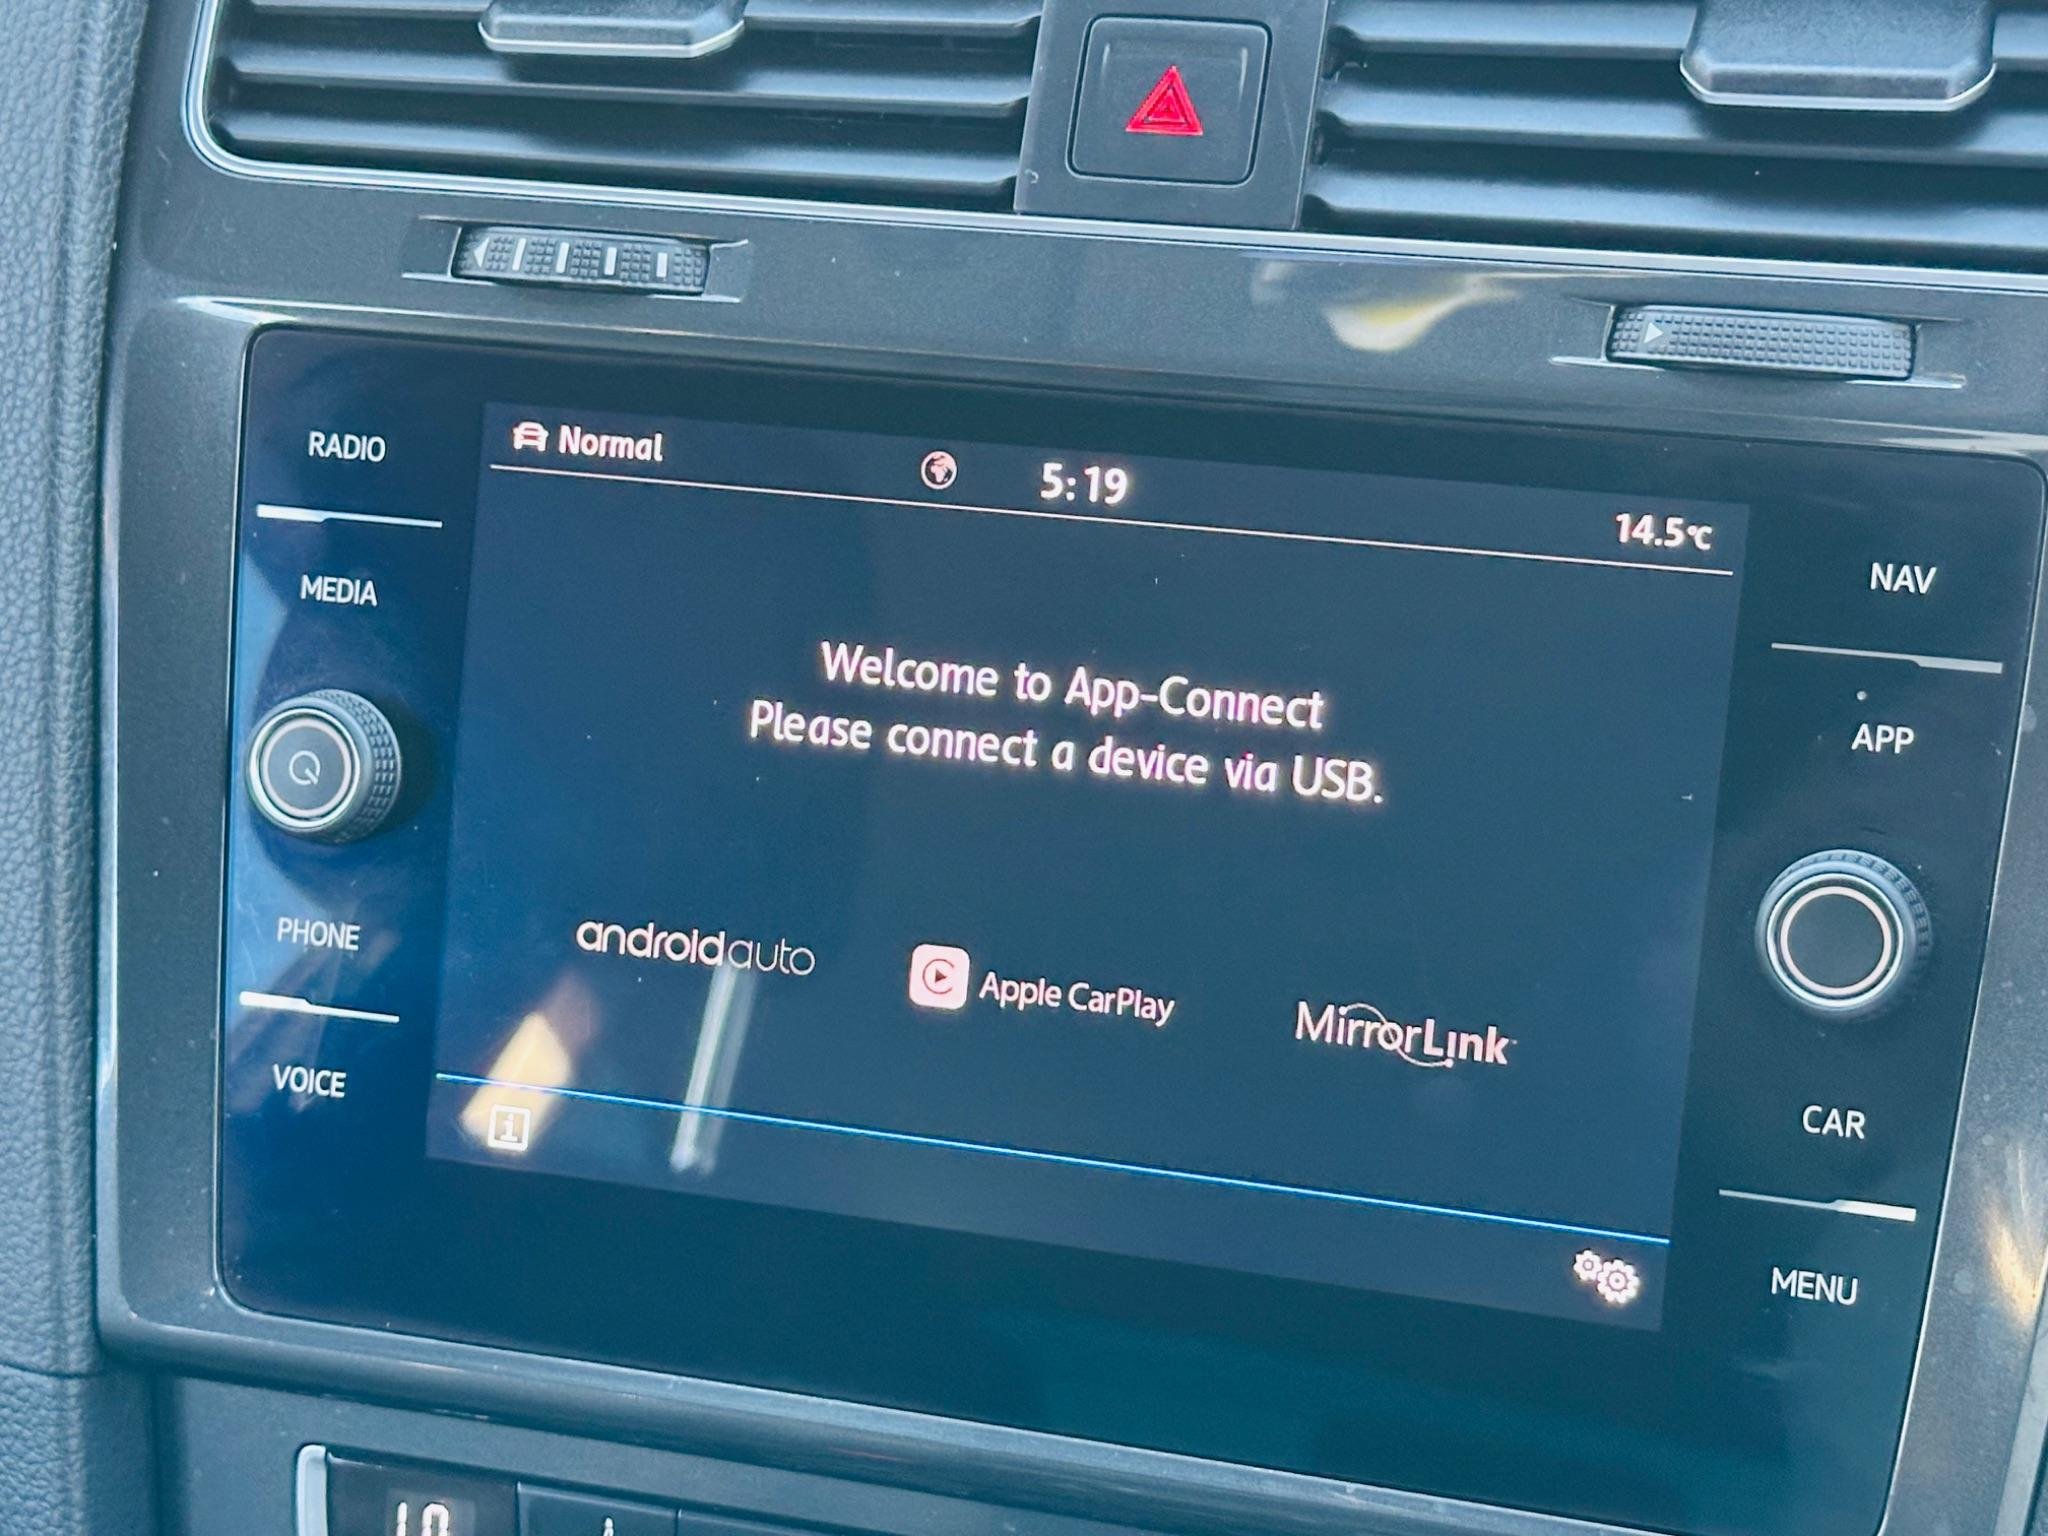 RADIO
MEDIA
PHONE
VOICE
Normal
5:19
14.5°C
Welcome to App-Connect
Please connect a device via USB.
androidauto
Apple CarPlay
MirrorLink
i
NAV
APP
CAR
MENU